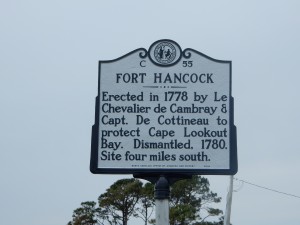 C 55
FORT HANCOCK
Erected in 1778 by Le
Chevalier de Cambray &
Capt. De Cottineau to
protect Cape Lookout
Bay. Dismantled, 1780.
Site four miles south.